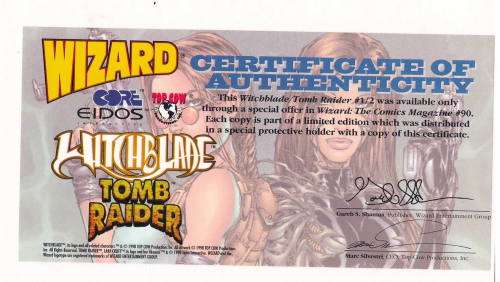 WIZARD
CORE
EIDOS
TOP COW
WITCHBLADE
TOMB
RAIDER
CERTIFICATE OF
AUTHENTICITY
This Witchblade/Tomb Raider #1/2 was available only
through a special offer in Wizard: The Comics Magazine #90.
Each copy is part of a limited edition which was distributed
in a special protective holder with a copy of this certificate.
Gareb S. Shamus, Publisher, Wizard Entertainment Group
Marc Silvestri, CEO, Top Cow Productions, Inc.